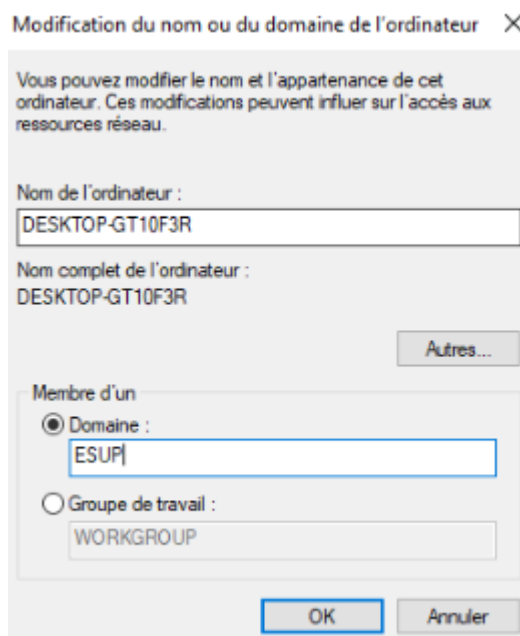 Modification du nom ou du domaine de l'ordinateur
Vous pouvez modifier le nom et l'appartenance de cet
ordinateur. Ces modifications peuvent influer sur l'accès aux
ressources réseau.
Nom de l'ordinateur :
DESKTOP-GT10F3R
Nom complet de l'ordinateur :
DESKTOP-GT10F3R
Autres...
Membre d'un
Domaine :
ESUP
Groupe de travail :
WORKGROUP
OK
Annuler